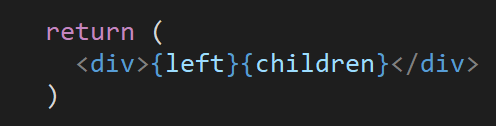 return (
<div>{left}{children}</div>
)